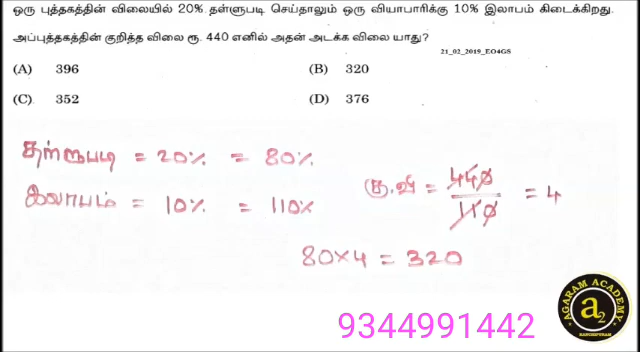 ஒரு புத்தகத்தின் விலையில் 20% தள்ளுபடி செய்தாலும் ஒரு வியாபாரிக்கு 10% இலாபம் கிடைக்கிறது.
அப்புத்தகத்தின் குறித்த விலை ரூ. 440 எனில் அதன் அடக்க விலை யாது?
21_02_2019_EO4GS
(A) 396 (B) 320
(C) 352 (D) 376
தள்ளுபடி = 20% = 80%
இலாபம் = 10% = 110%
கு.வி = 440/110 = 4
80×4 = 320
9344991442
AGARAM ACADEMY
a2
KANCHIPURAM